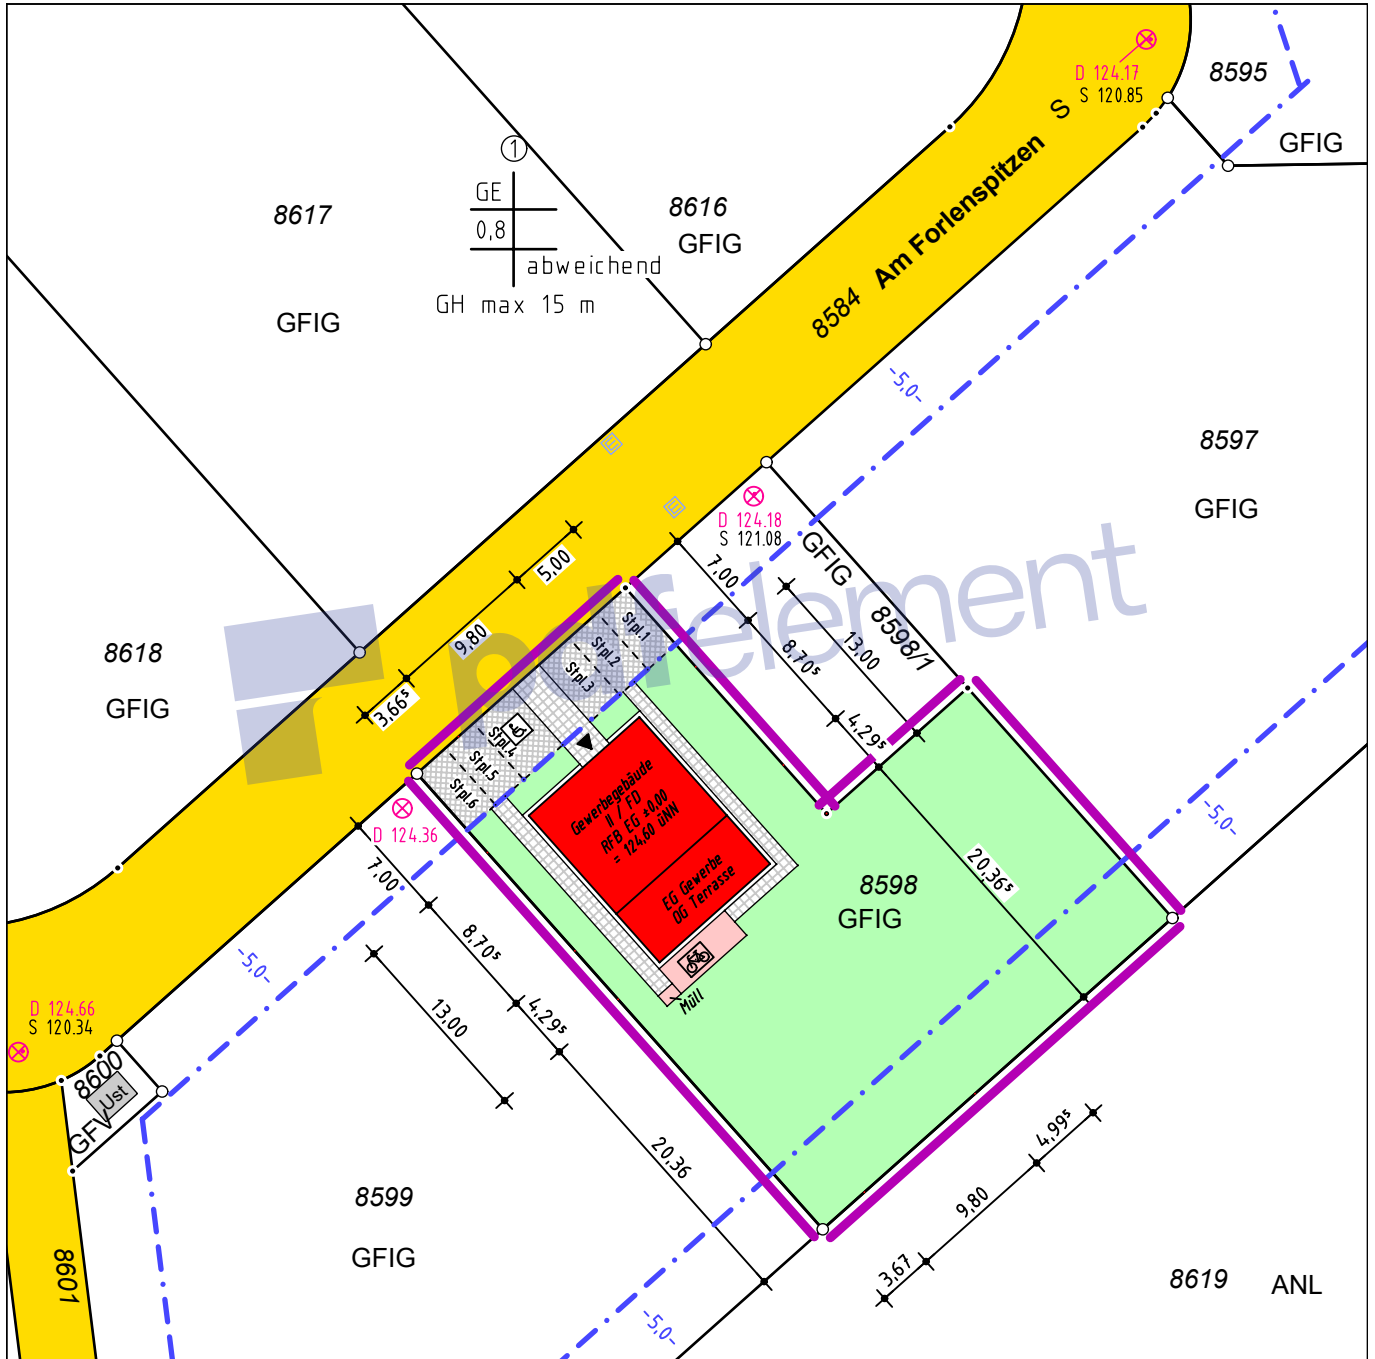 D 124.17
S 120.85
8595
GFIG
S
1
GE
0,8
abweichend
GH max 15 m
8617
GFIG
8616
GFIG
8584 Am Forlenspitzen
-5,0-
8597
GFIG
D 124.18
S 121.08
GFIG
8598/1
5,00
9,80
3,66⁵
7,00
8,70⁵
13,00
4,29⁵
pdfelement
8618
GFIG
Stpl.1
Stpl.2
Stpl.3
Stpl.4
Stpl.5
Stpl.6
D 124.36
Gewerbegebäude
II / FD
RFB EG ±0,00
= 124,60 üNN
EG Gewerbe
OG Terrasse
Müll
8598
GFIG
20,36⁵
-5,0-
7,00
8,70⁵
4,29⁵
13,00
20,36
-5,0-
D 124.66
S 120.34
8600
Ust
GFV
8601
8599
GFIG
-5,0-
4,99⁵
9,80
3,67
8619
ANL